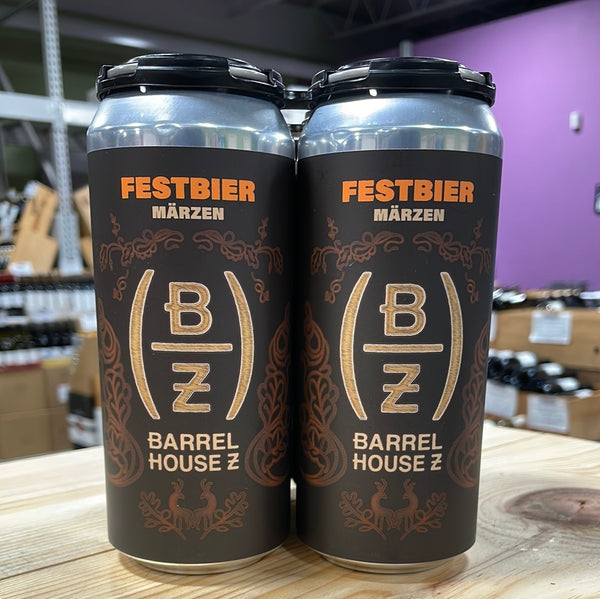 FESTBIER
MÄRZEN
B
Z
BARREL
HOUSE Z
FESTBIER
MÄRZEN
B
Z
BARREL
HOUSE Z